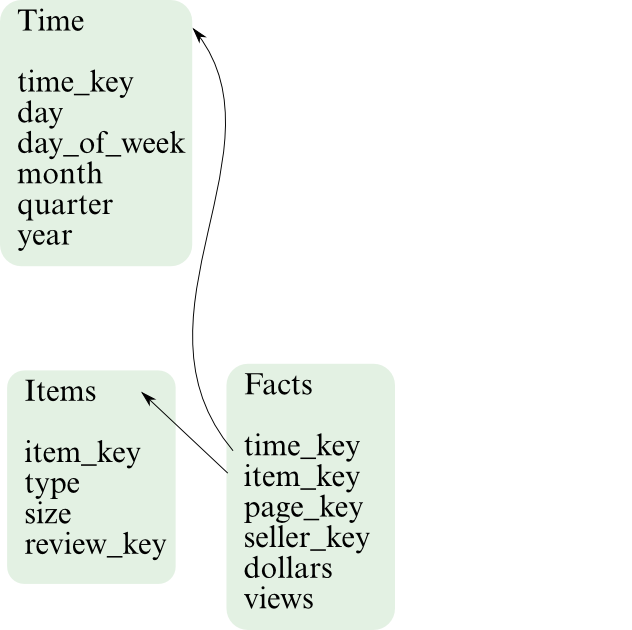 Time
time_key
day
day_of_week
month
quarter
year
Items
item_key
type
size
review_key
Facts
time_key
item_key
page_key
seller_key
dollars
views